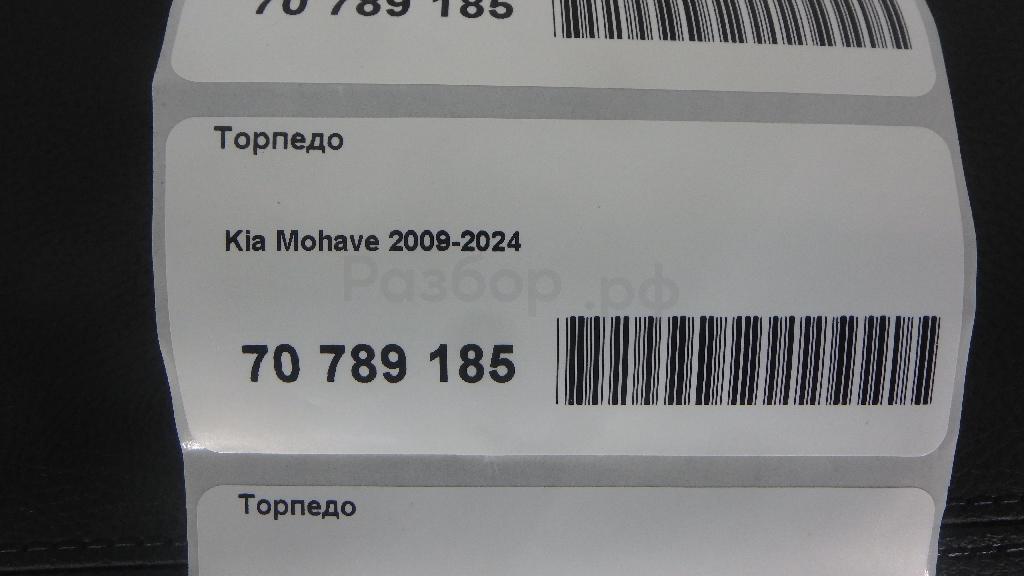 70 789 185
Торпедо
Kia Mohave 2009-2024
Разбор.рф
70 789 185
Торпедо